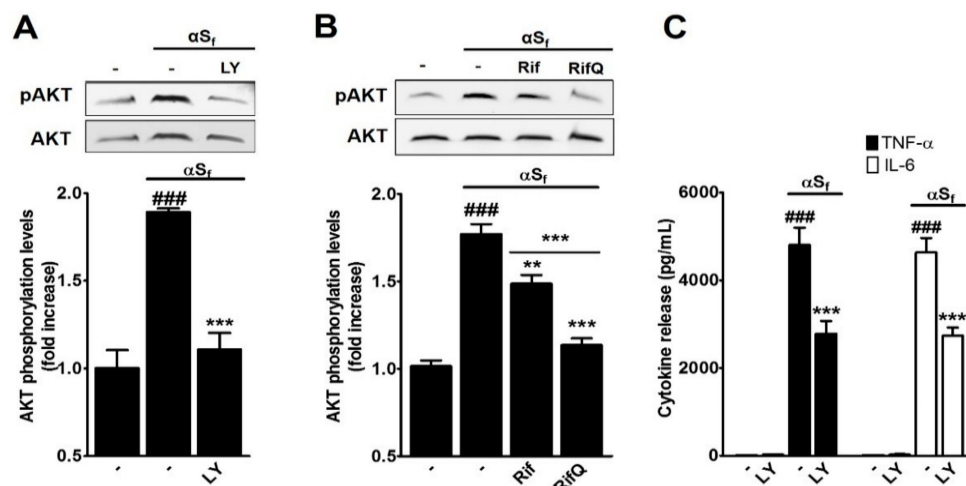 A
αSf
- - LY
pAKT
AKT
αSf
###
***
AKT phosphorylation levels
(fold increase)
2.0
1.5
1.0
0.5
- - LY
B
αSf
- - Rif RifQ
pAKT
AKT
αSf
###
***
**
***
AKT phosphorylation levels
(fold increase)
2.0
1.5
1.0
0.5
- - Rif RifQ
C
TNF-α
IL-6
αSf
αSf
###
###
***
***
Cytokine release (pg/mL)
6000
4000
2000
0
- LY - LY - LY - LY